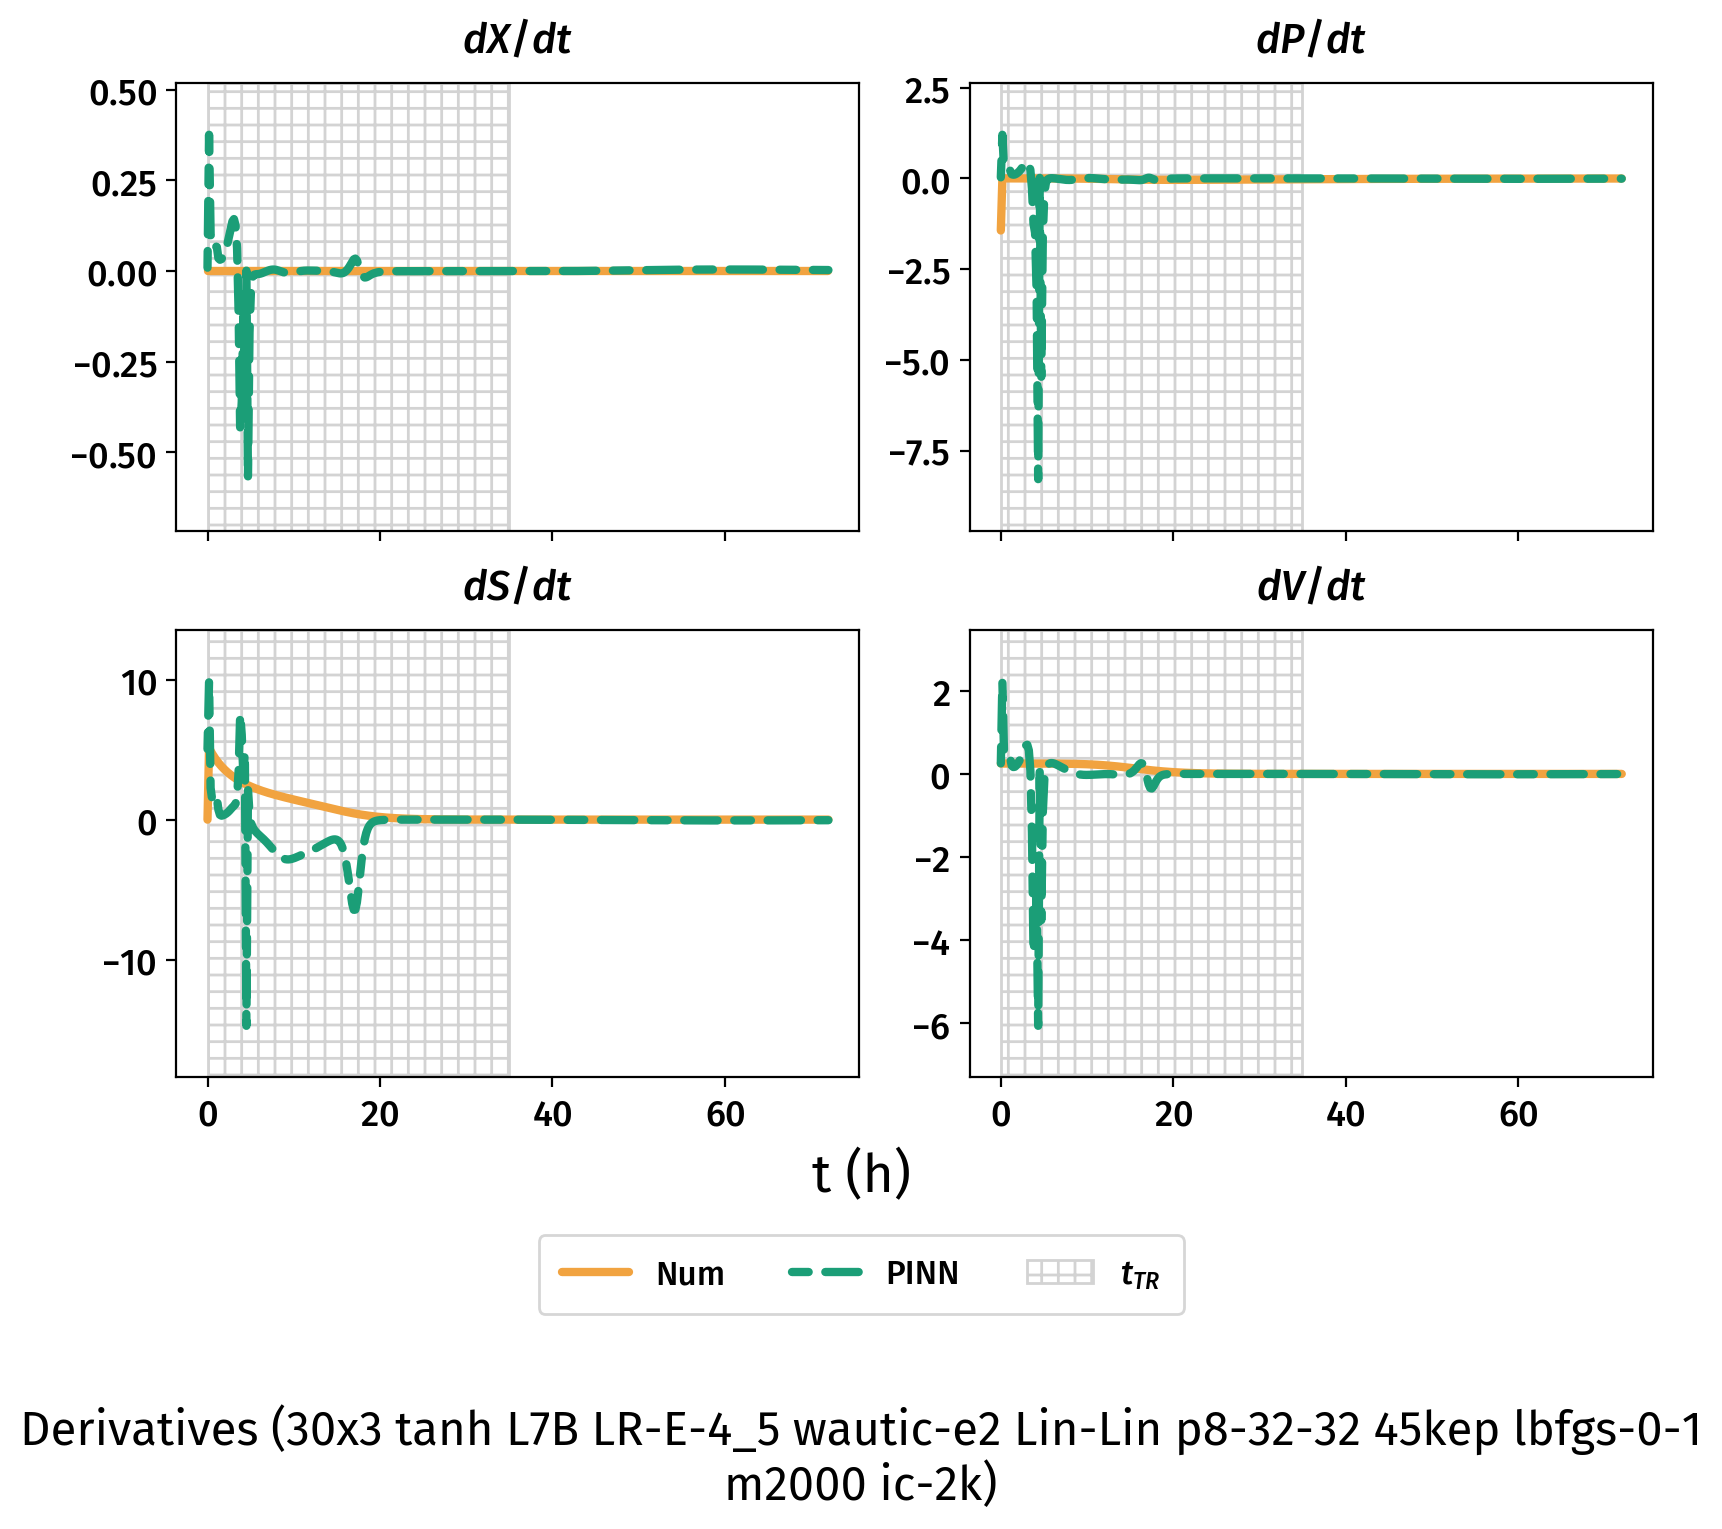 dX/dt
dP/dt
0.50
0.25
0.00
−0.25
−0.50
2.5
0.0
−2.5
−5.0
−7.5
dS/dt
dV/dt
10
0
−10
0
20
40
60
2
0
−2
−4
−6
0
20
40
60
t (h)
Num
PINN
tTR
Derivatives (30x3 tanh L7B LR-E-4_5 wautic-e2 Lin-Lin p8-32-32 45kep lbfgs-0-1
m2000 ic-2k)